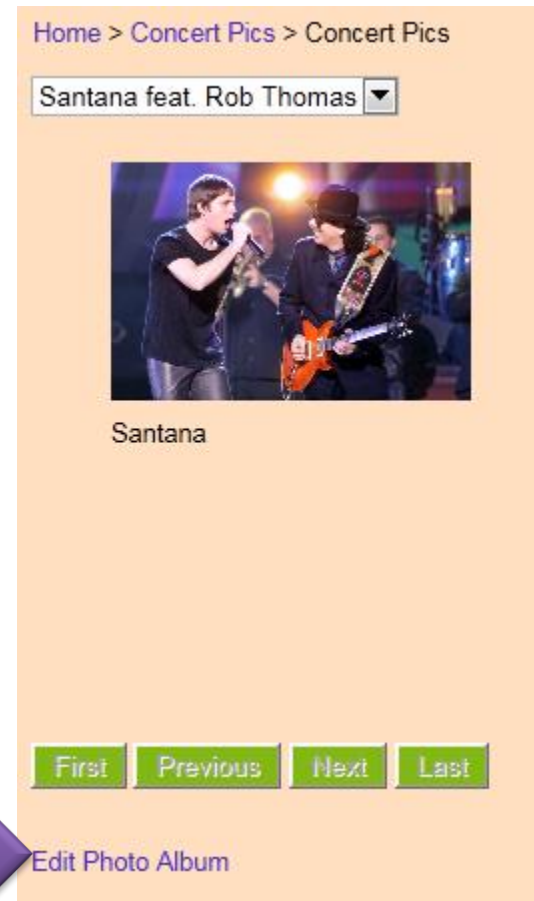 Home > Concert Pics > Concert Pics
Santana feat. Rob Thomas
Santana
First Previous Next Last
Edit Photo Album